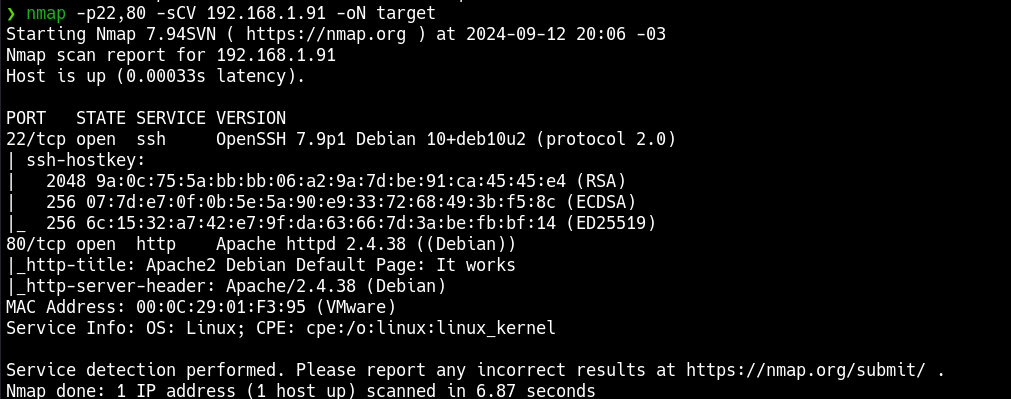 ❯ nmap -p22,80 -sCV 192.168.1.91 -oN target
Starting Nmap 7.94SVN ( https://nmap.org ) at 2024-09-12 20:06 -03
Nmap scan report for 192.168.1.91
Host is up (0.00033s latency).

PORT   STATE SERVICE VERSION
22/tcp open  ssh     OpenSSH 7.9p1 Debian 10+deb10u2 (protocol 2.0)
| ssh-hostkey:
|   2048 9a:0c:75:5a:bb:bb:06:a2:9a:7d:be:91:ca:45:45:e4 (RSA)
|   256 07:7d:e7:0f:0b:5e:5a:90:e9:33:72:68:49:3b:f5:8c (ECDSA)
|_  256 6c:15:32:a7:42:e7:9f:da:63:66:7d:3a:be:fb:bf:14 (ED25519)
80/tcp open  http    Apache httpd 2.4.38 ((Debian))
|_http-title: Apache2 Debian Default Page: It works
|_http-server-header: Apache/2.4.38 (Debian)
MAC Address: 00:0C:29:01:F3:95 (VMware)
Service Info: OS: Linux; CPE: cpe:/o:linux:linux_kernel

Service detection performed. Please report any incorrect results at https://nmap.org/submit/ .
Nmap done: 1 IP address (1 host up) scanned in 6.87 seconds